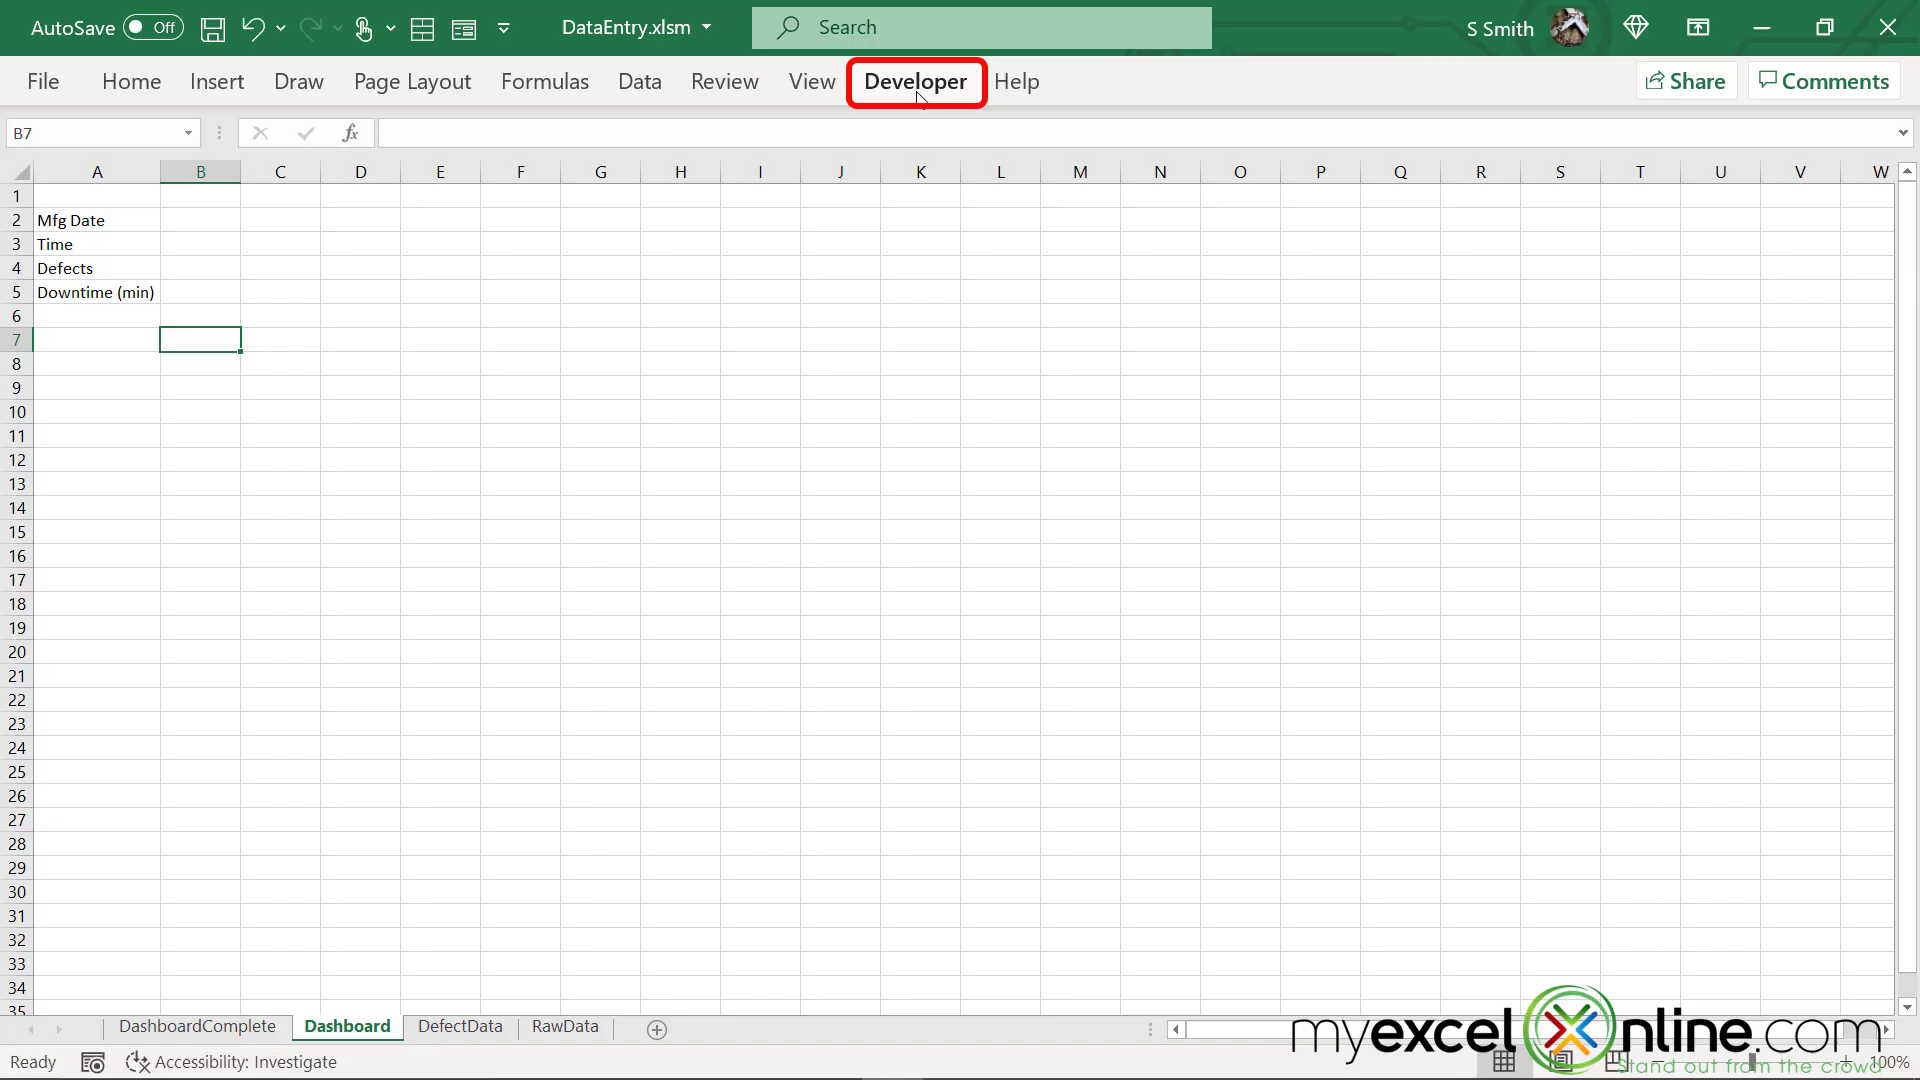 AutoSave Off DataEntry.xlsm Search S Smith
File Home Insert Draw Page Layout Formulas Data Review View Developer Help Share Comments
B7 fx
A B C D E F G H I J K L M N O P Q R S T U V W
1
2 Mfg Date
3 Time
4 Defects
5 Downtime (min)
6
7
8
9
10
11
12
13
14
15
16
17
18
19
20
21
22
23
24
25
26
27
28
29
30
31
32
33
34
35
DashboardComplete Dashboard DefectData RawData
myexcelOnline.com
Ready Accessibility: Investigate Stand out from the crowd 100%